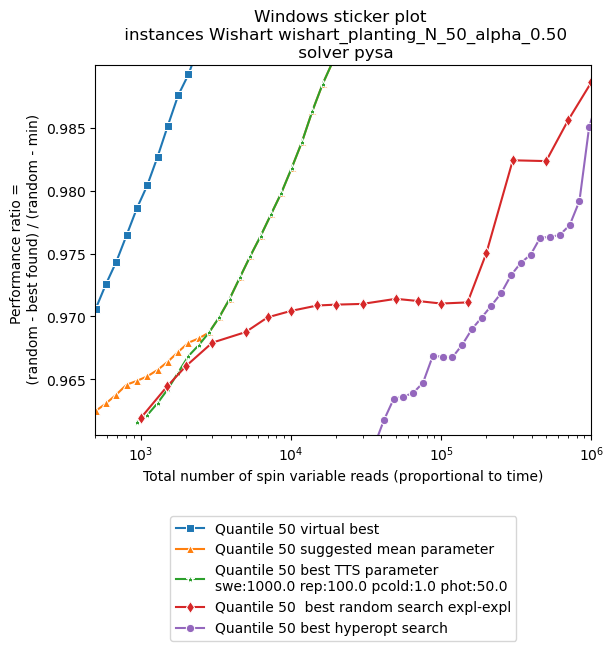 Windows sticker plot
instances Wishart wishart_planting_N_50_alpha_0.50
solver pysa
Performance ratio =
(random - best found) / (random - min)
0.985
0.980
0.975
0.970
0.965
10³ 10⁴ 10⁵ 10⁶
Total number of spin variable reads (proportional to time)
Quantile 50 virtual best
Quantile 50 suggested mean parameter
Quantile 50 best TTS parameter
swe:1000.0 rep:100.0 pcold:1.0 phot:50.0
Quantile 50  best random search expl-expl
Quantile 50 best hyperopt search